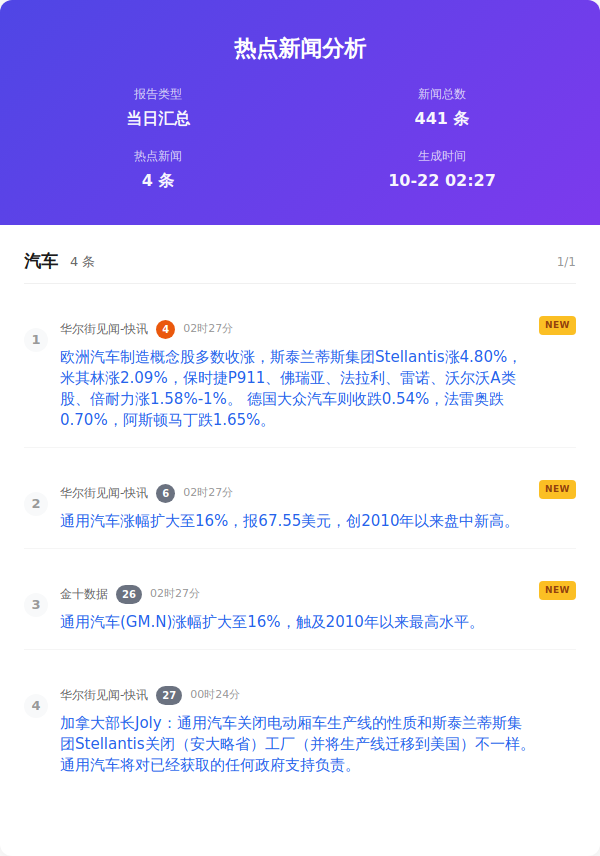 热点新闻分析
报告类型
新闻总数
当日汇总
441 条
热点新闻
生成时间
4 条
10-22 02:27
汽车 4 条 1/1
1 华尔街见闻-快讯 4 02时27分 NEW
欧洲汽车制造概念股多数收涨，斯泰兰蒂斯集团Stellantis涨4.80%，
米其林涨2.09%，保时捷P911、佛瑞亚、法拉利、雷诺、沃尔沃A类
股、倍耐力涨1.58%-1%。 德国大众汽车则收跌0.54%，法雷奥跌
0.70%，阿斯顿马丁跌1.65%。
2 华尔街见闻-快讯 6 02时27分 NEW
通用汽车涨幅扩大至16%，报67.55美元，创2010年以来盘中新高。
3 金十数据 26 02时27分 NEW
通用汽车(GM.N)涨幅扩大至16%，触及2010年以来最高水平。
4 华尔街见闻-快讯 27 00时24分
加拿大部长Joly：通用汽车关闭电动厢车生产线的性质和斯泰兰蒂斯集
团Stellantis关闭（安大略省）工厂（并将生产线迁移到美国）不一样。
通用汽车将对已经获取的任何政府支持负责。